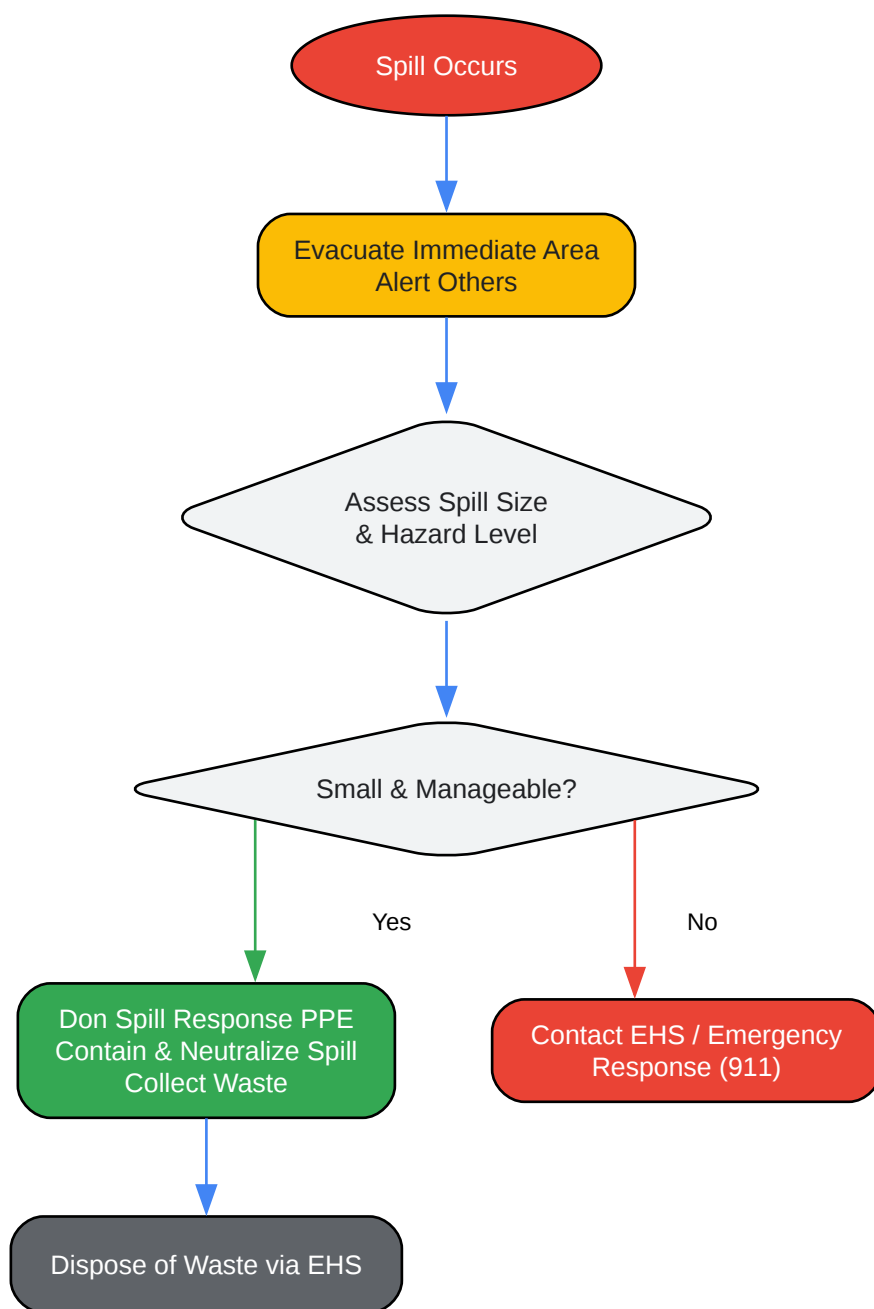 Spill Occurs
Evacuate Immediate Area
Alert Others
Assess Spill Size
& Hazard Level
Small & Manageable?
Yes
No
Don Spill Response PPE
Contain & Neutralize Spill
Collect Waste
Contact EHS / Emergency
Response (911)
Dispose of Waste via EHS